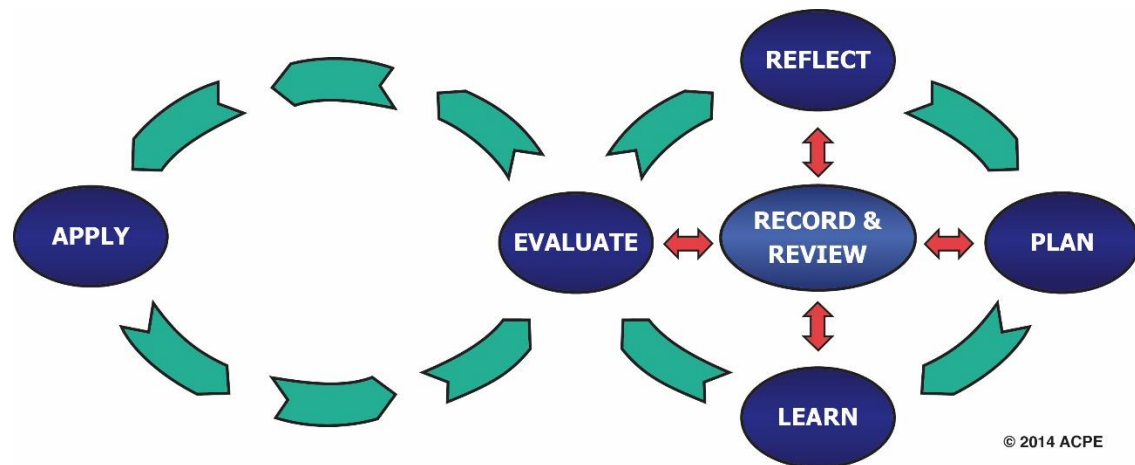 REFLECT
APPLY
EVALUATE
RECORD &
REVIEW
PLAN
LEARN
© 2014 ACPE